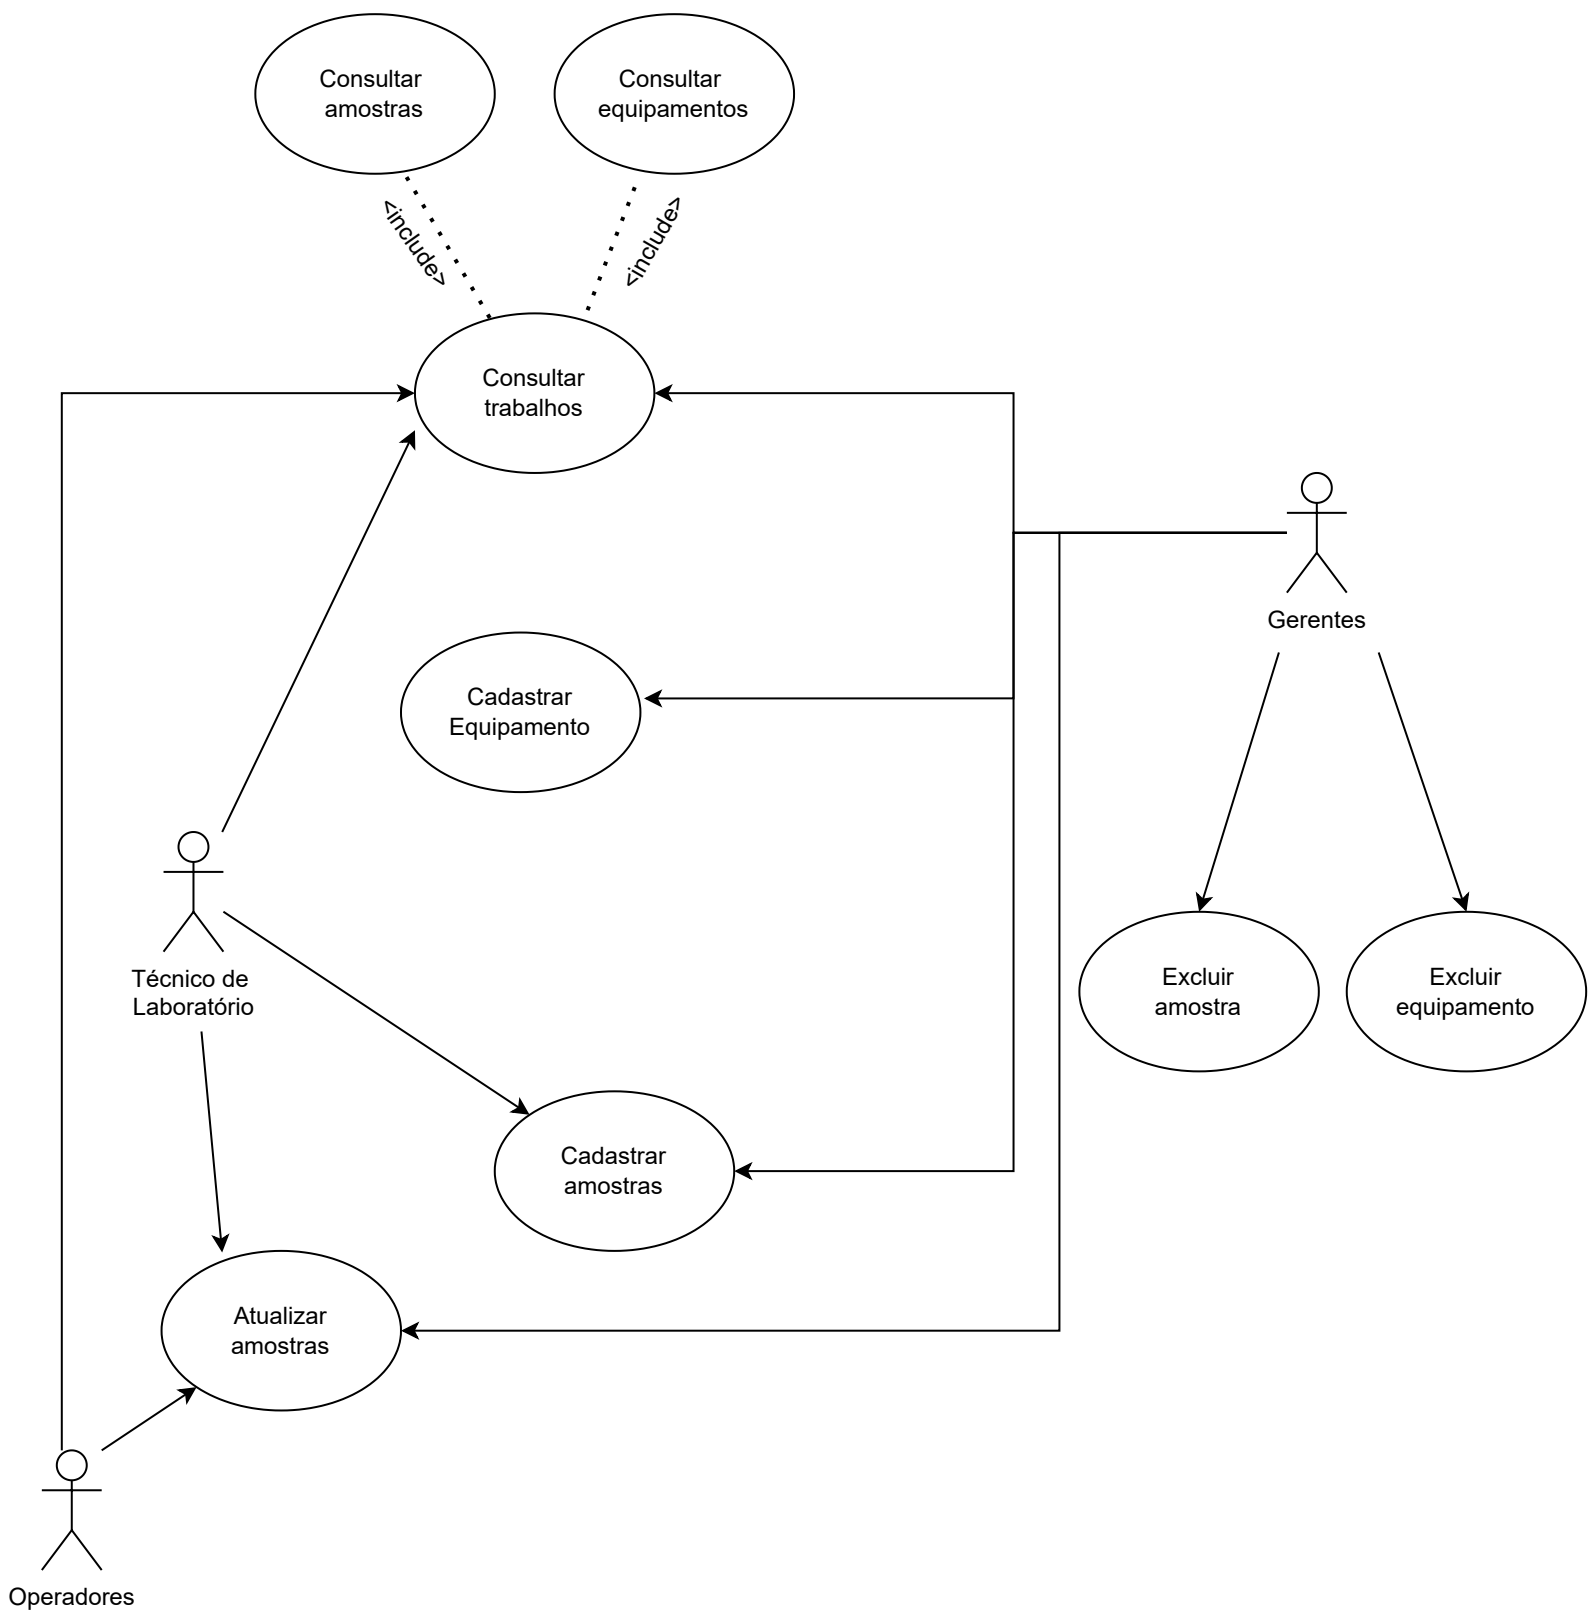 Consultar
amostras
Consultar
equipamentos
<include>
<include>
Consultar
trabalhos
Gerentes
Cadastrar
Equipamento
Técnico de
Laboratório
Excluir
amostra
Excluir
equipamento
Cadastrar
amostras
Atualizar
amostras
Operadores